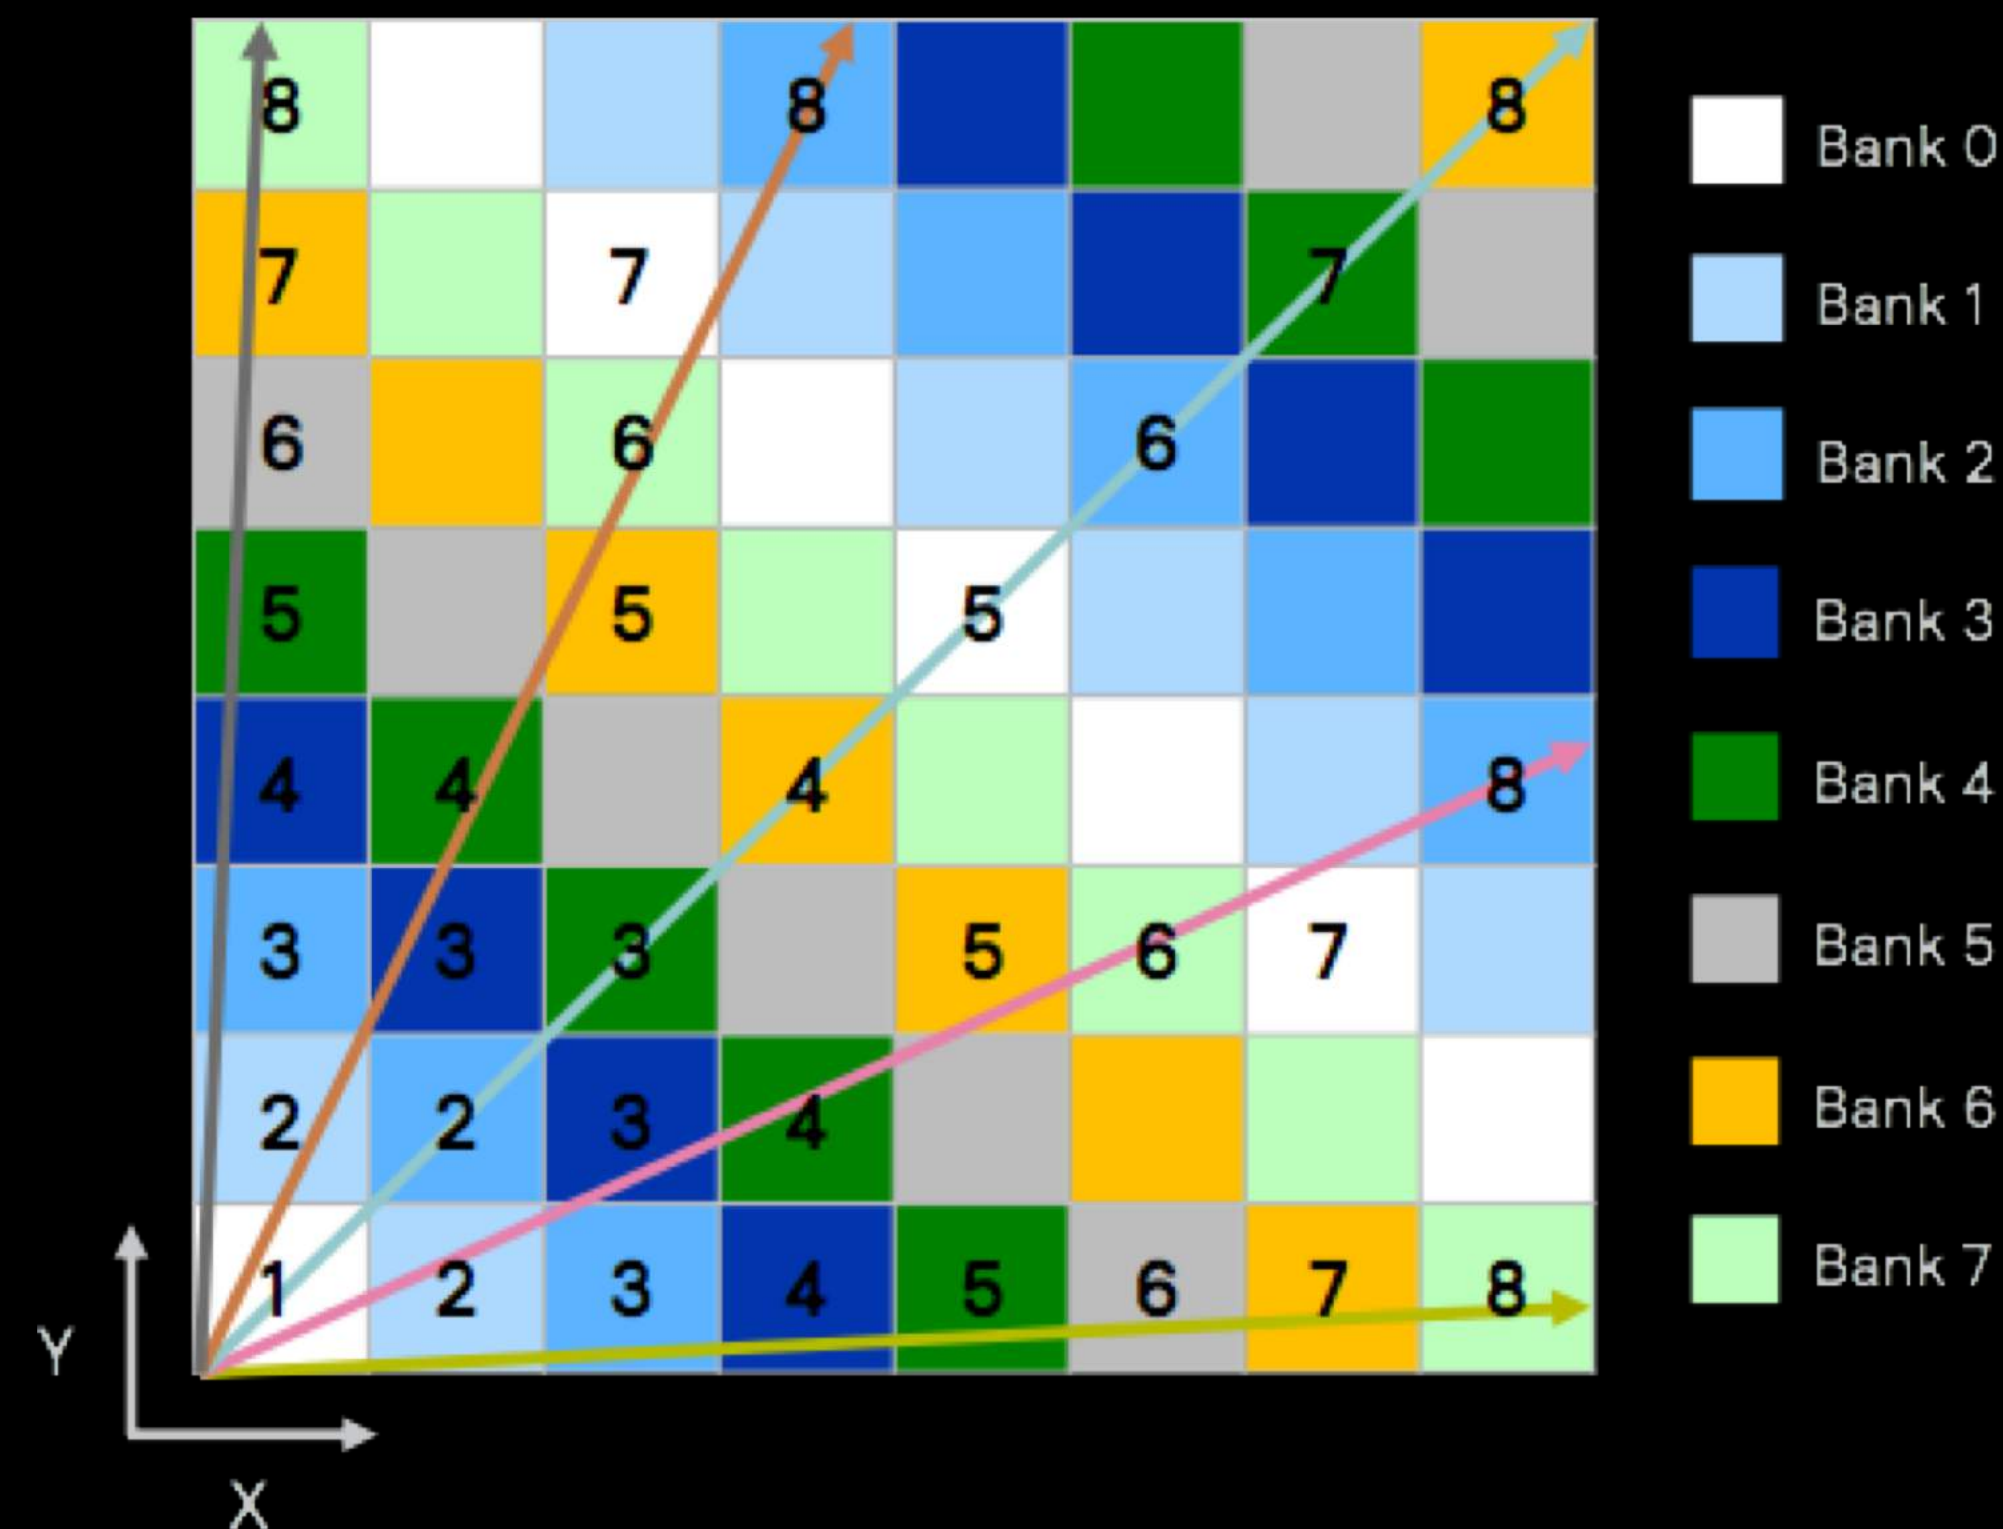 8 8 8
7 7 7
6 6 6
5 5 5
4 4 4 8
3 3 3 5 6 7
2 2 3 4
1 2 3 4 5 6 7 8
Y
X
Bank 0
Bank 1
Bank 2
Bank 3
Bank 4
Bank 5
Bank 6
Bank 7